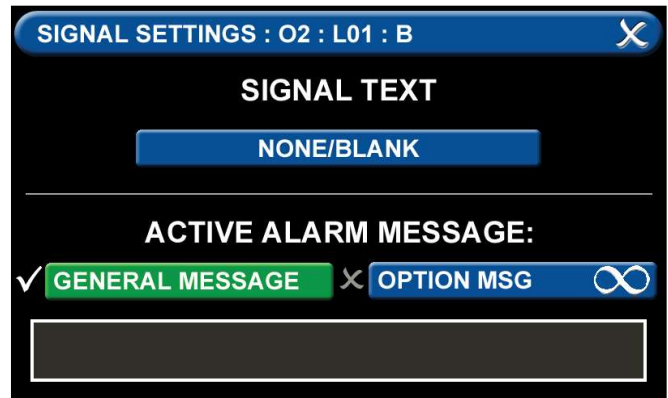 SIGNAL SETTINGS : O2 : L01 : B
SIGNAL TEXT
NONE/BLANK
ACTIVE ALARM MESSAGE:
GENERAL MESSAGE OPTION MSG